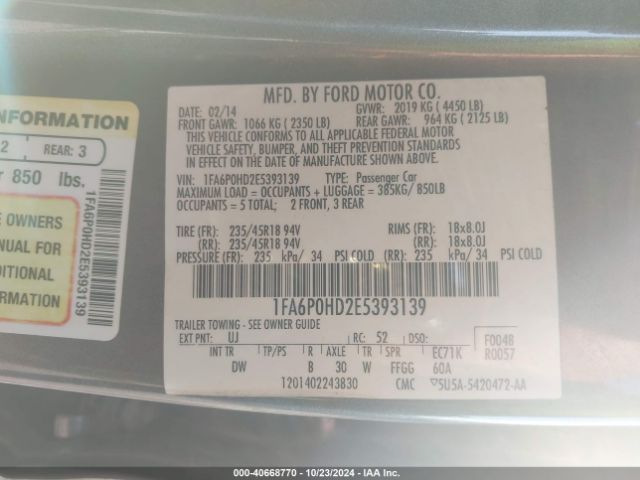 MFD. BY FORD MOTOR CO.
DATE: 02/14 GVWR: 2019 KG ( 4450 LB)
FRONT GAWR: 1066 KG ( 2350 LB) REAR GAWR: 964 KG ( 2125 LB)
THIS VEHICLE CONFORMS TO ALL APPLICABLE FEDERAL MOTOR
VEHICLE SAFETY, BUMPER, AND THEFT PREVENTION STANDARDS
IN EFFECT ON THE DATE OF MANUFACTURE SHOWN ABOVE.
VIN: 1FA6P0HD2E5393139 TYPE: Passenger Car
MAXIMUM LOAD = OCCUPANTS + LUGGAGE = 385KG/ 850LB
OCCUPANTS = 5 TOTAL; 2 FRONT, 3 REAR
TIRE (FR): 235/45R18 94V RIMS (FR): 18x8.0J
(RR): 235/45R18 94V (RR): 18x8.0J
PRESSURE (FR): 235 kPa/ 34 PSI COLD (RR): 235 kPa/ 34 PSI COLD
1FA6P0HD2E5393139
TRAILER TOWING - SEE OWNER GUIDE
EXT PNT: UJ RC: 52 DSO: F0048
INT TR TP/PS R AXLE TR SPR EC71K R0057
DW B 30 W FFGG 60A
1201402243830 CMC 5U5A-5420472-AA
INFORMATION
2 REAR: 3
850 lbs.
OWNERS
MANUAL FOR
1FA6P0HD2E5393139
000-40668770 - 10/23/2024 - IAA Inc.